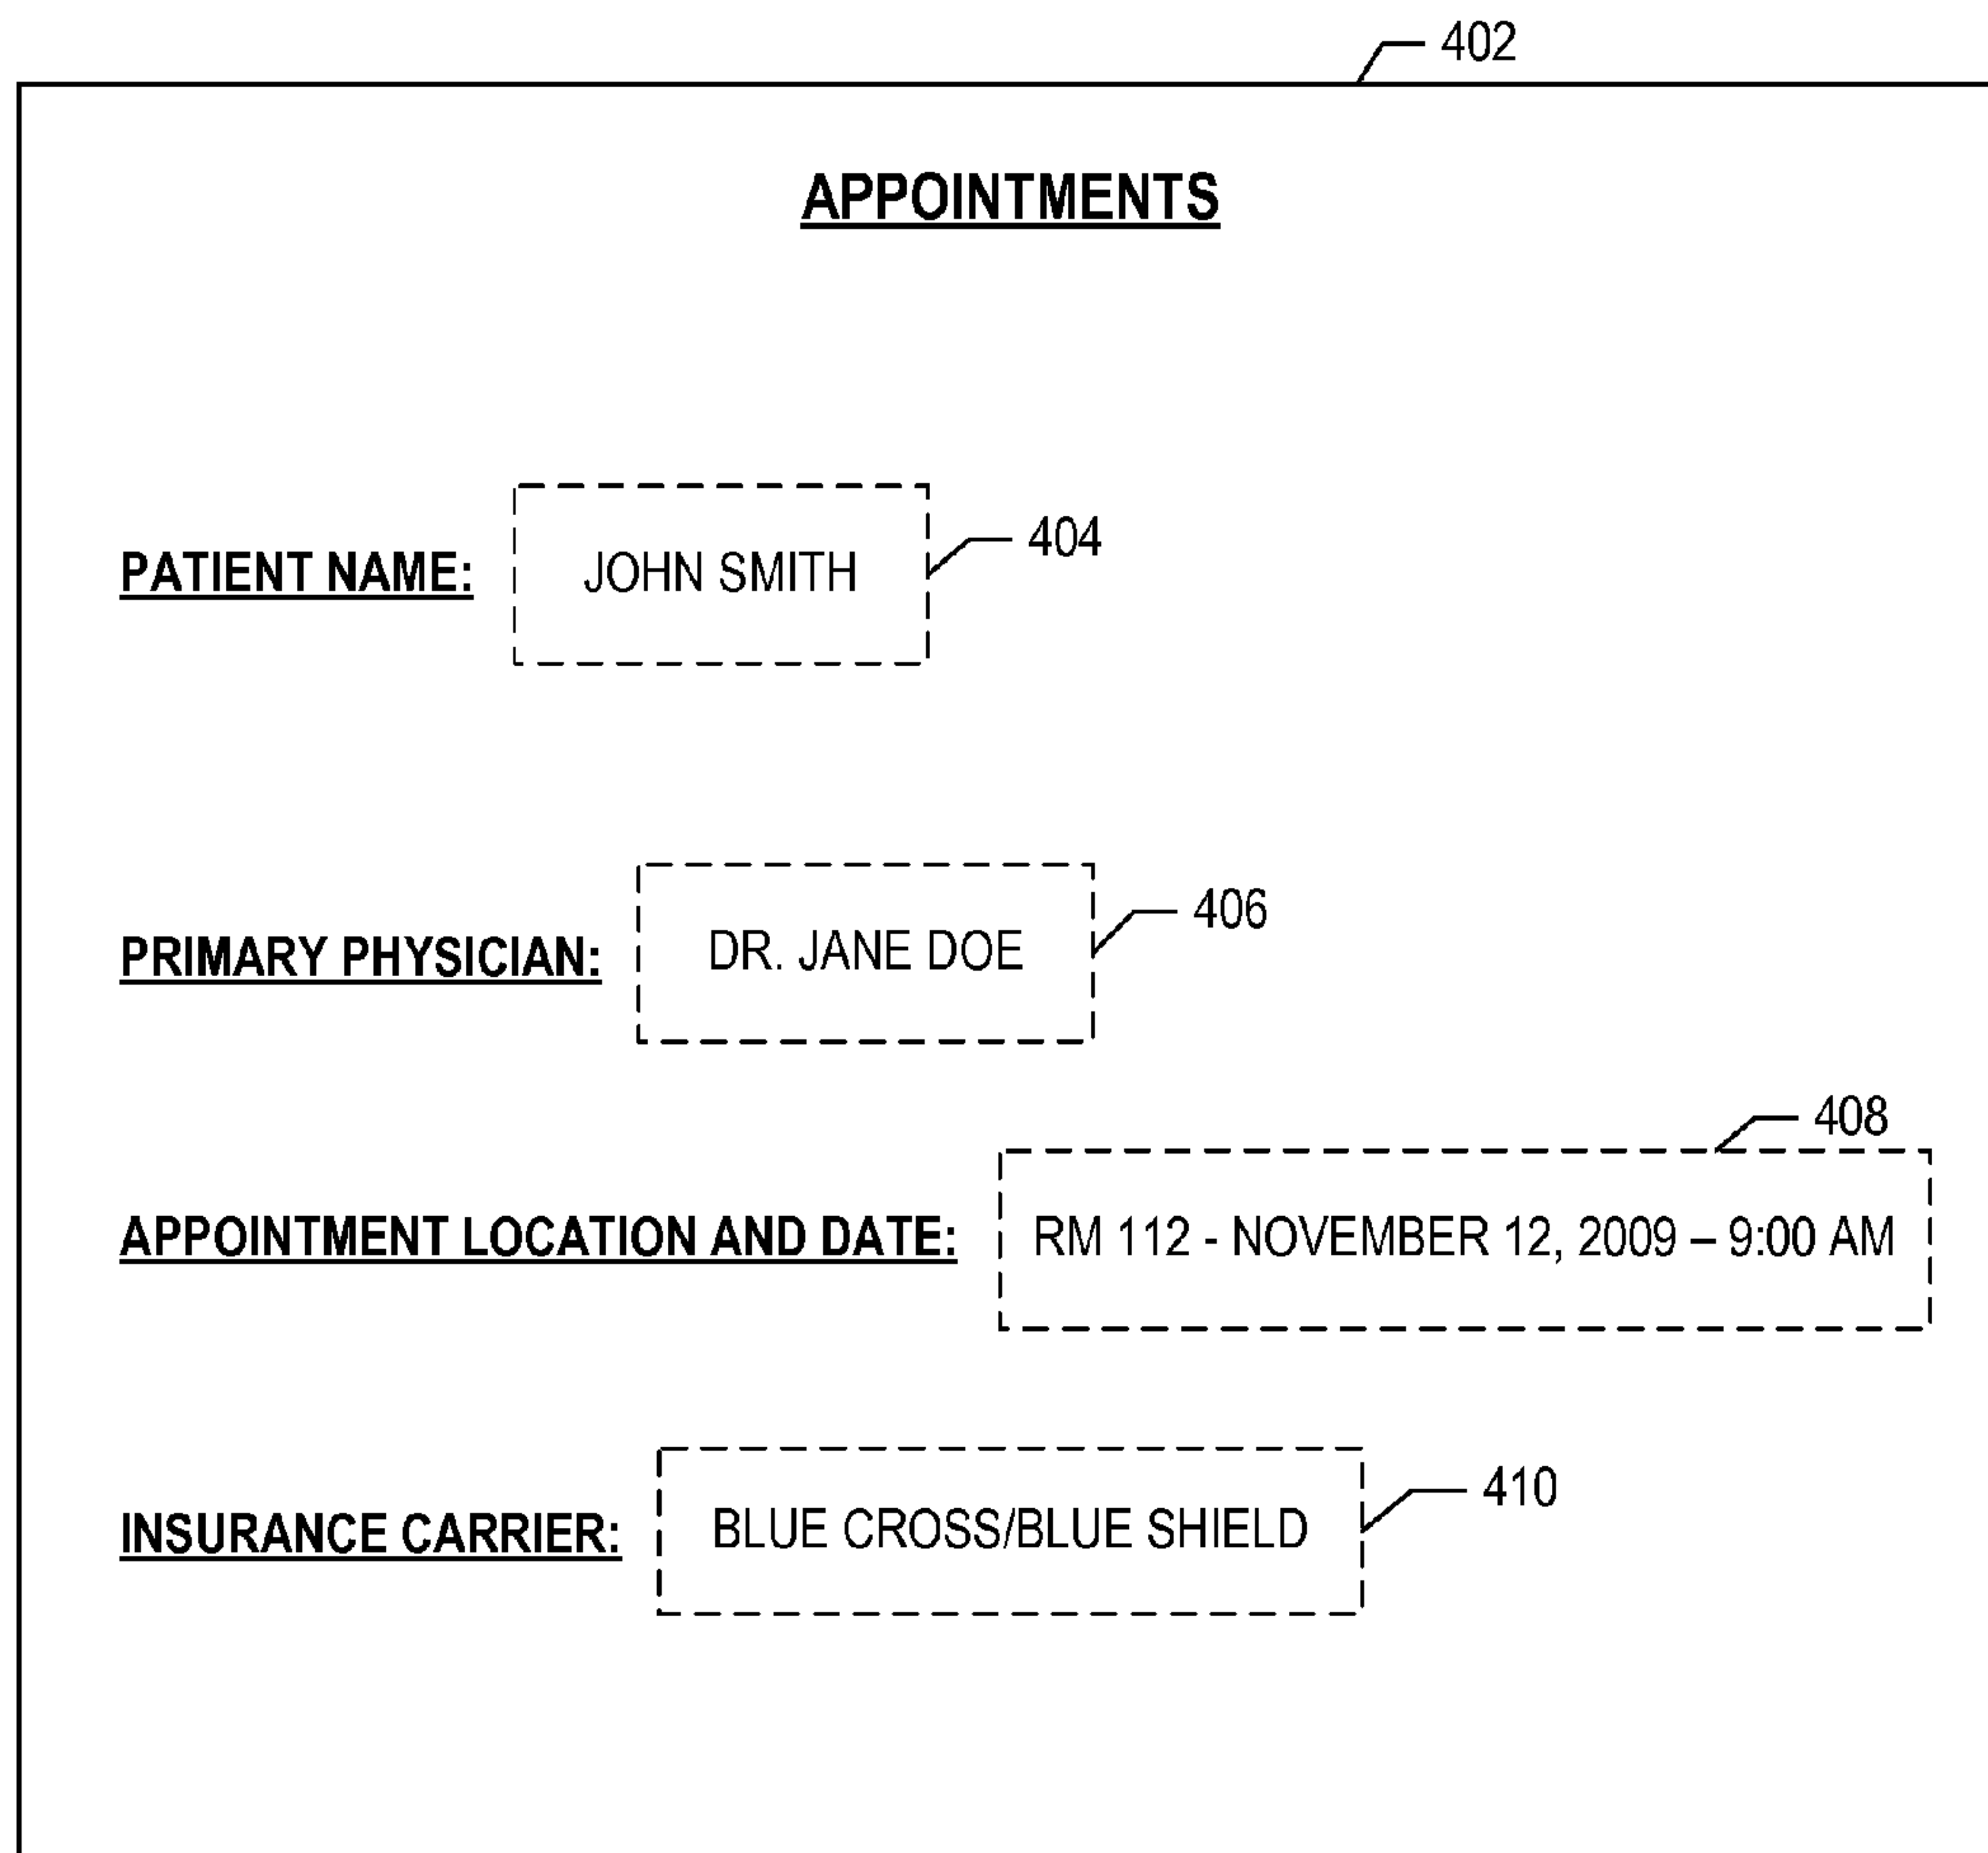 402
APPOINTMENTS
PATIENT NAME: JOHN SMITH 404
PRIMARY PHYSICIAN: DR. JANE DOE 406
408
APPOINTMENT LOCATION AND DATE: RM 112 - NOVEMBER 12, 2009 – 9:00 AM
INSURANCE CARRIER: BLUE CROSS/BLUE SHIELD 410